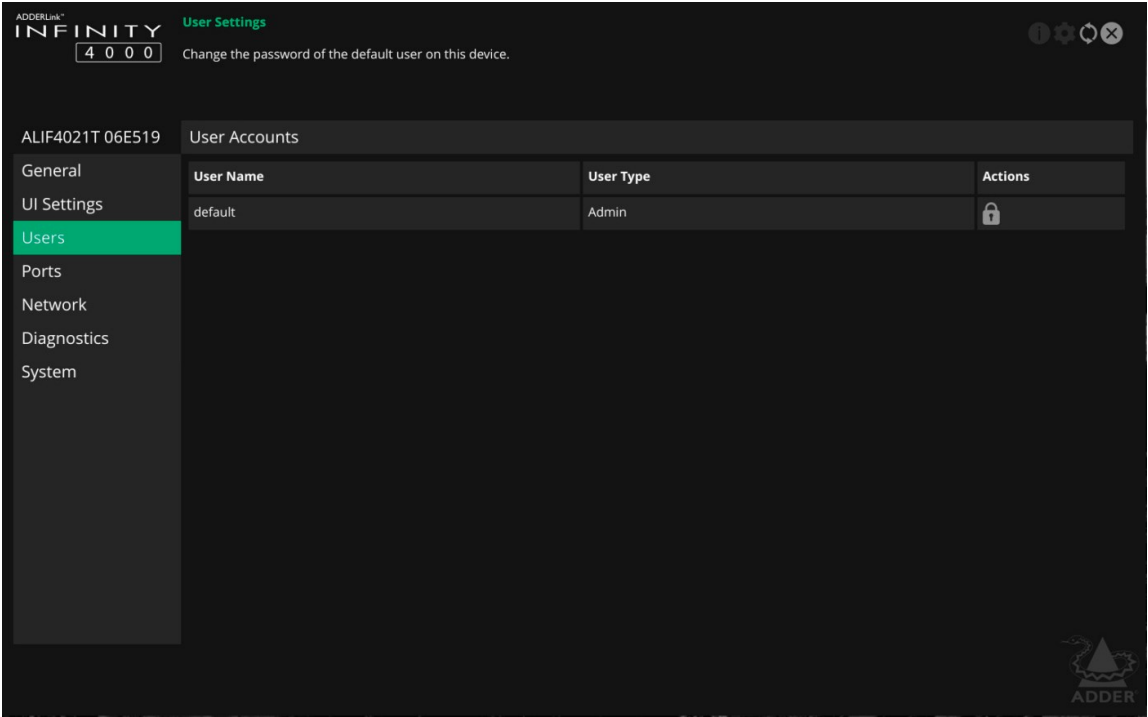 ADDERLink™
INFINITY
4000
User Settings
Change the password of the default user on this device.
ALIF4021T 06E519
User Accounts
General
UI Settings
Users
Ports
Network
Diagnostics
System
User Name
User Type
Actions
default
Admin
ADDER®